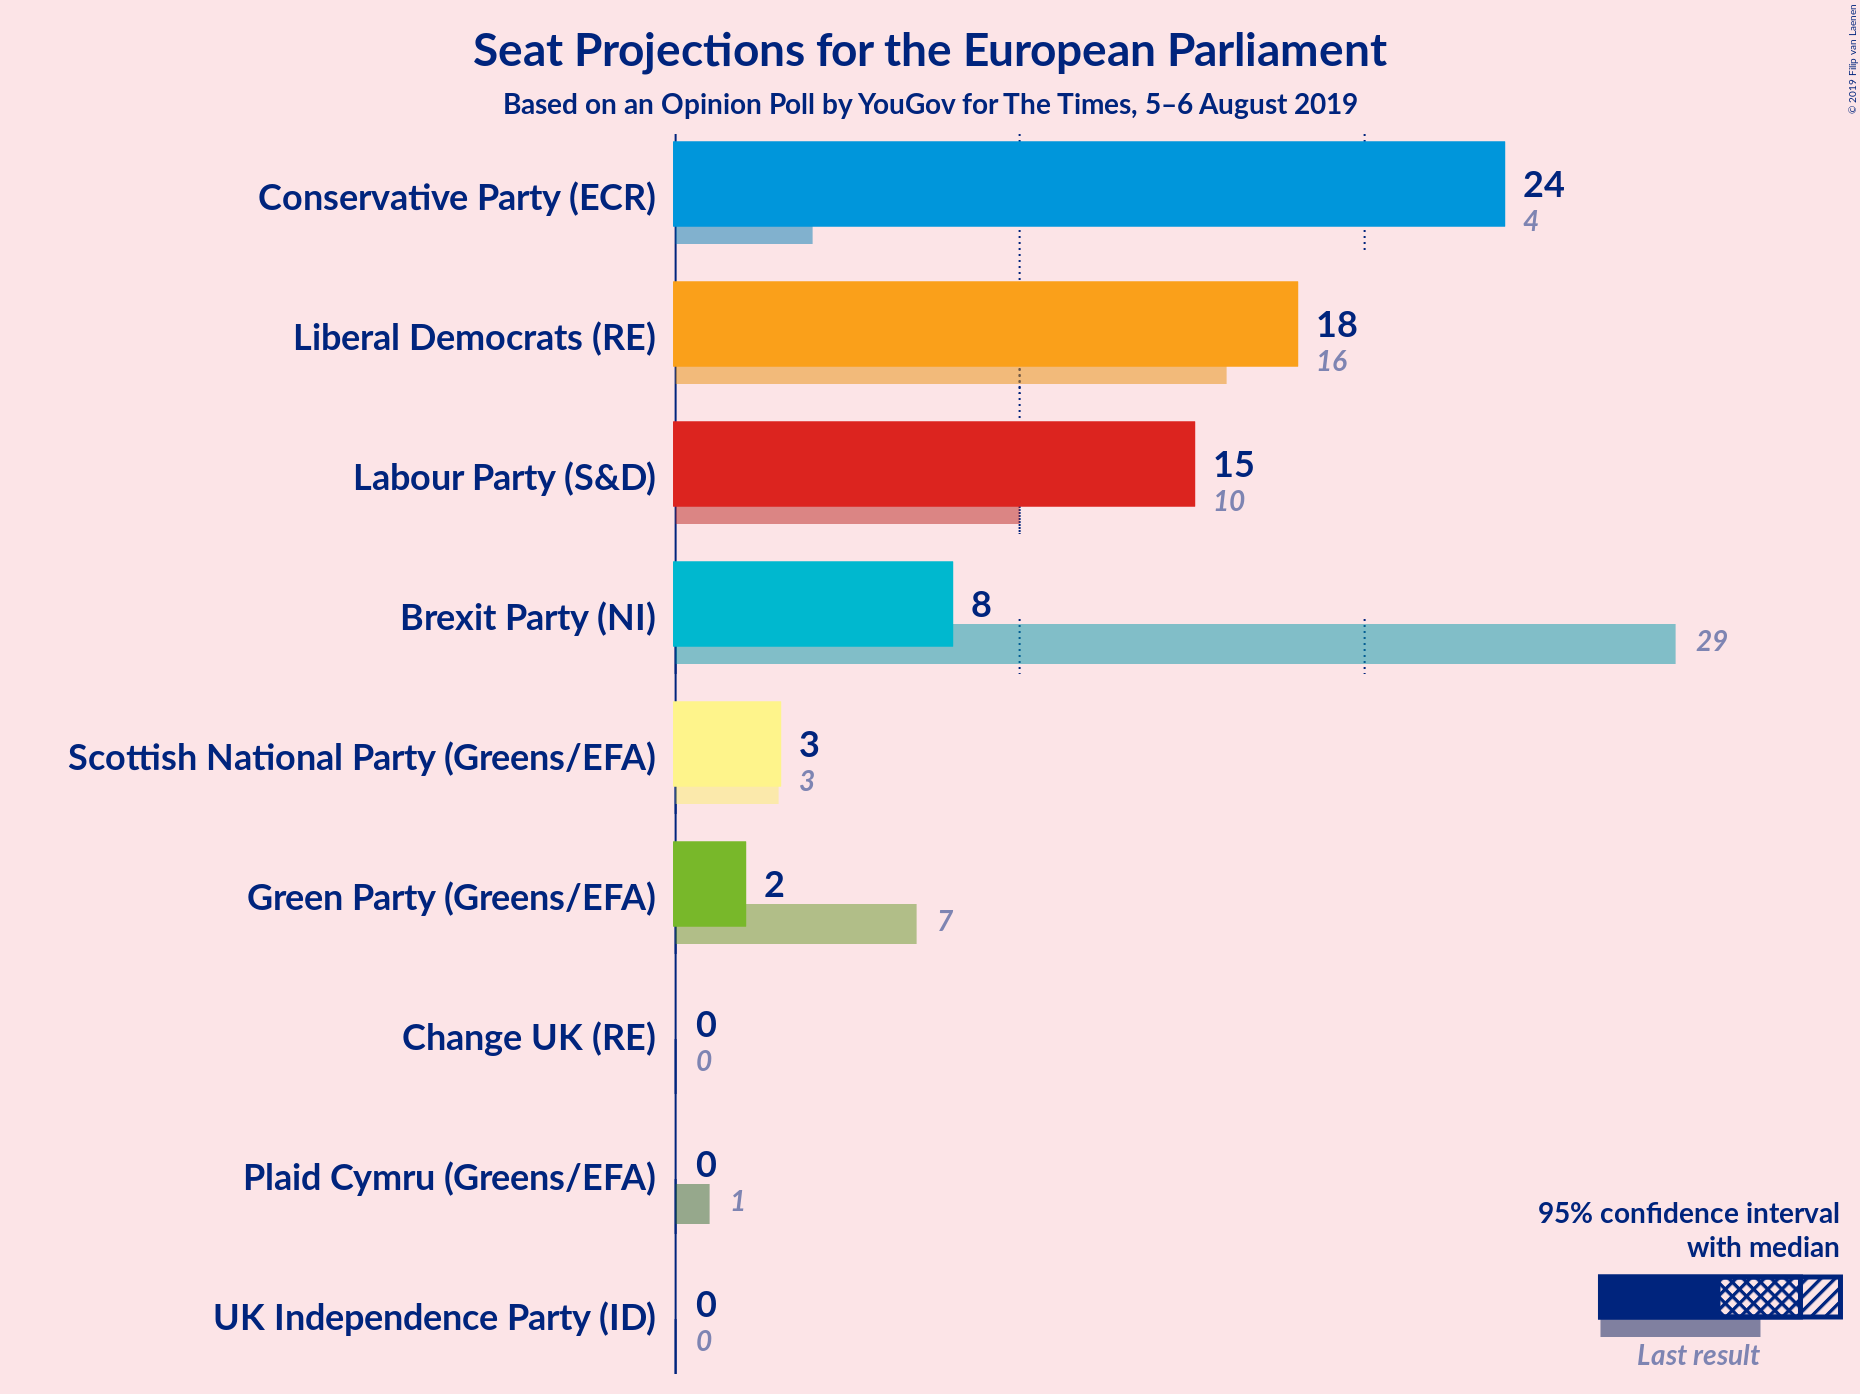 Seat Projections for the European Parliament
Based on an Opinion Poll by YouGov for The Times, 5–6 August 2019
© 2019 Filip van Laenen
Conservative Party (ECR)
24
4
Liberal Democrats (RE)
18
16
Labour Party (S&D)
15
10
Brexit Party (NI)
8
29
Scottish National Party (Greens/EFA)
3
3
Green Party (Greens/EFA)
2
7
Change UK (RE)
0
0
Plaid Cymru (Greens/EFA)
0
1
UK Independence Party (ID)
0
0
95% confidence interval
with median
Last result